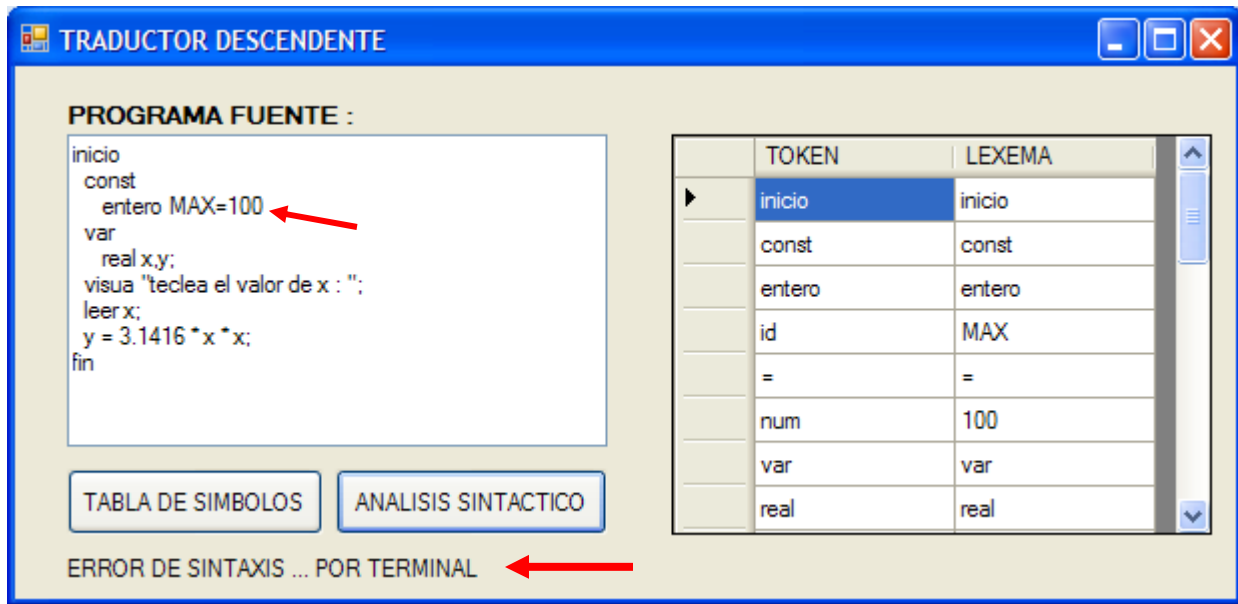 TRADUCTOR DESCENDENTE
PROGRAMA FUENTE :
inicio
const
entero MAX=100
var
real x,y;
visua "teclea el valor de x : ";
leer x;
y = 3.1416 * x * x;
fin
TABLA DE SIMBOLOS
ANALISIS SINTACTICO
ERROR DE SINTAXIS ... POR TERMINAL
TOKEN LEXEMA
inicio inicio
const const
entero entero
id MAX
= =
num 100
var var
real real